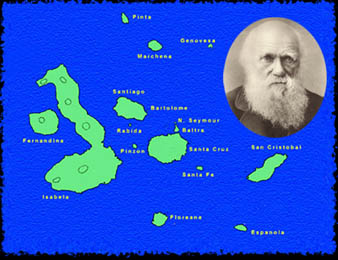 Pinta
Genovesa
Marchena
Santiago
Bartolome
N. Seymour
Baltra
Rabida
Fernandina
Pinzon
Santa Cruz
San Cristobal
Santa Fe
Isabela
Floreana
Espanola